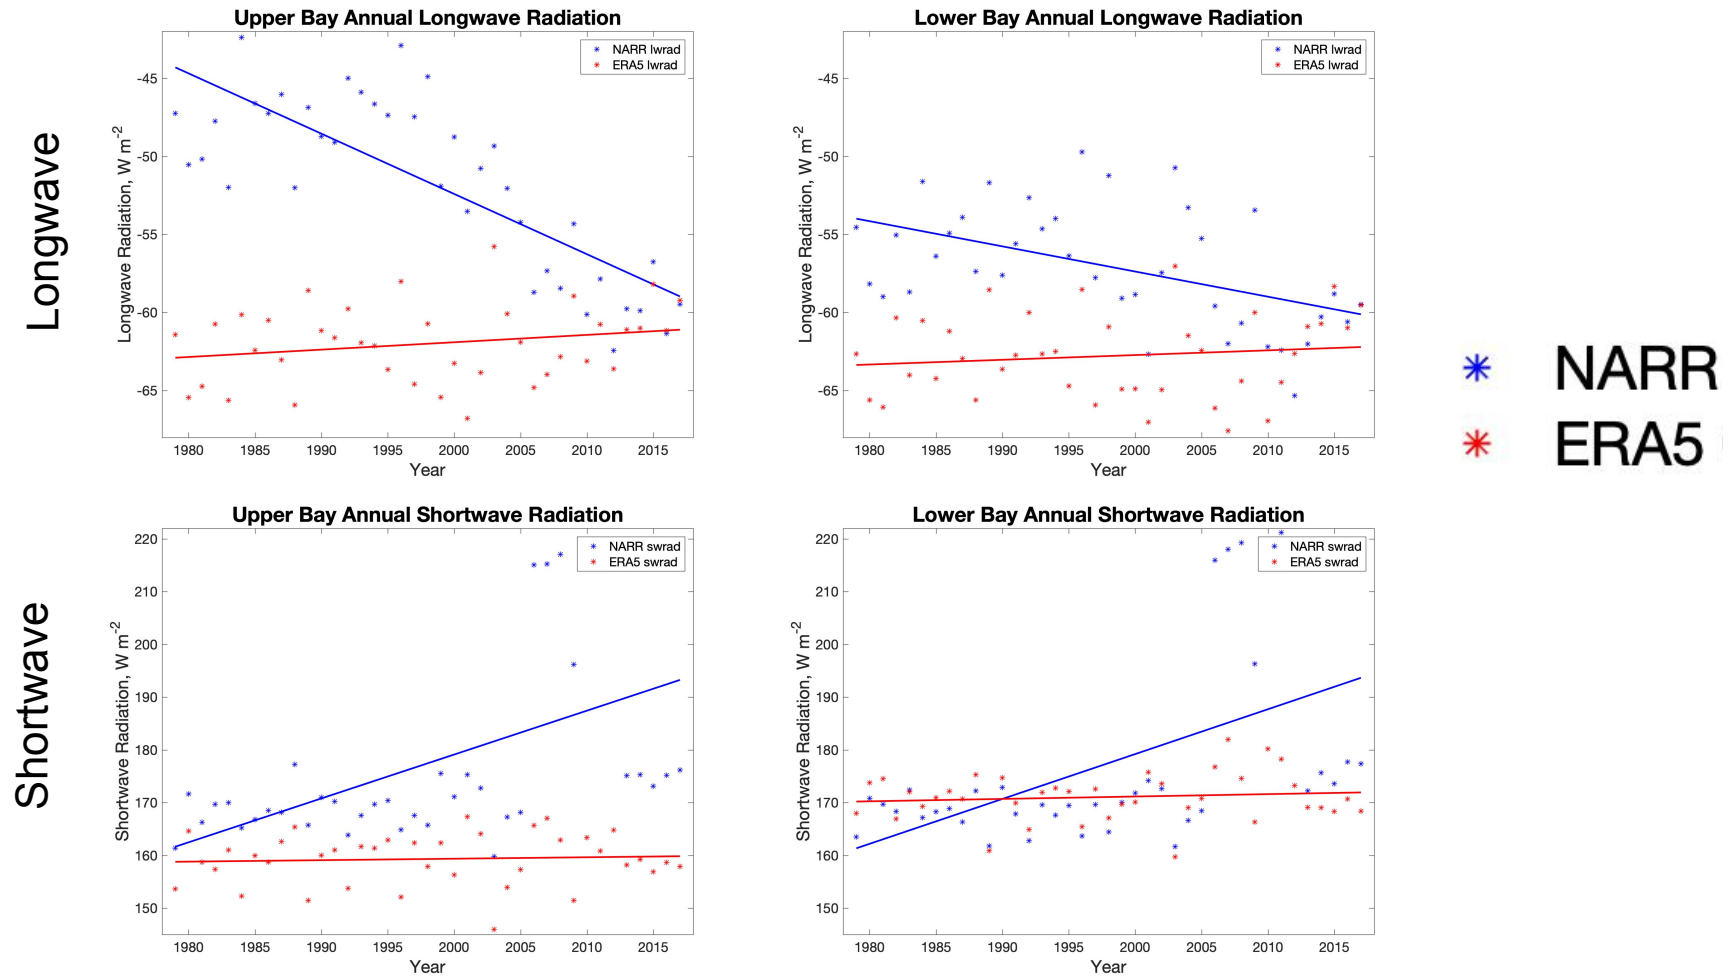 Longwave
Upper Bay Annual Longwave Radiation
NARR lwrad
ERA5 lwrad
Longwave Radiation, W m-2
-45
-50
-55
-60
-65
1980 1985 1990 1995 2000 2005 2010 2015
Year
Lower Bay Annual Longwave Radiation
NARR lwrad
ERA5 lwrad
Longwave Radiation, W m-2
-45
-50
-55
-60
-65
1980 1985 1990 1995 2000 2005 2010 2015
Year
NARR
ERA5
Shortwave
Upper Bay Annual Shortwave Radiation
NARR swrad
ERA5 swrad
Shortwave Radiation, W m-2
220
210
200
190
180
170
160
150
1980 1985 1990 1995 2000 2005 2010 2015
Year
Lower Bay Annual Shortwave Radiation
NARR swrad
ERA5 swrad
Shortwave Radiation, W m-2
220
210
200
190
180
170
160
150
1980 1985 1990 1995 2000 2005 2010 2015
Year